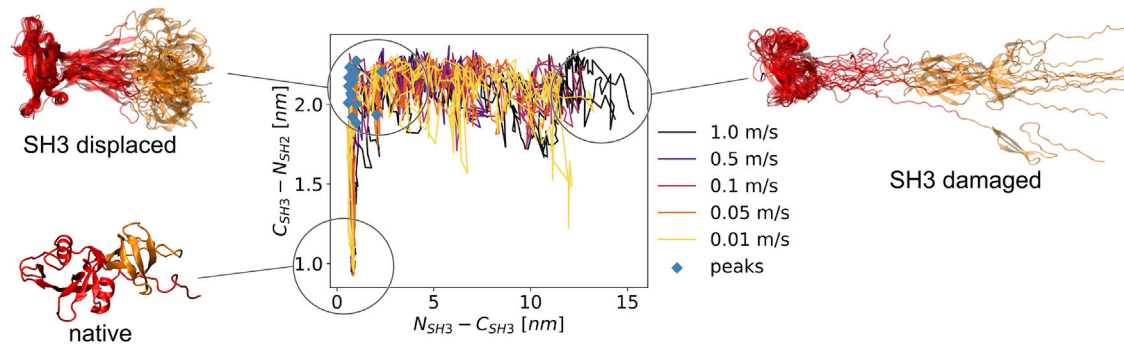 SH3 displaced
native
C_SH3 − N_SH2 [nm]
2.0
1.5
1.0
0
5
10
15
N_SH3 − C_SH3 [nm]
1.0 m/s
0.5 m/s
0.1 m/s
0.05 m/s
0.01 m/s
peaks
SH3 damaged